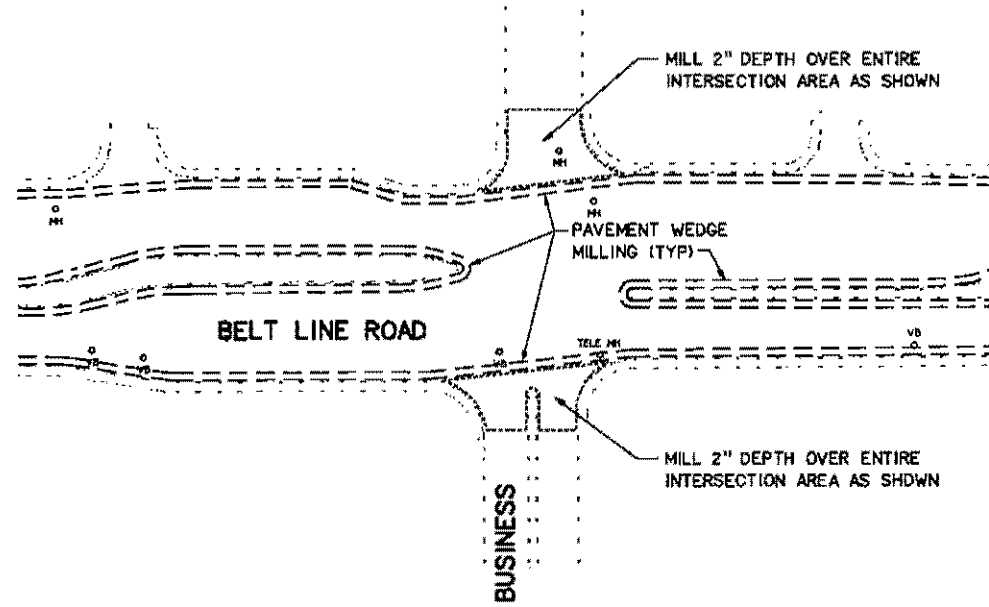 MILL 2" DEPTH OVER ENTIRE
INTERSECTION AREA AS SHOWN
MH
MH
MH
PAVEMENT WEDGE
MILLING (TYP)
BELT LINE ROAD
VB
TELE MH
VB
VB
VB
MILL 2" DEPTH OVER ENTIRE
INTERSECTION AREA AS SHOWN
BUSINESS